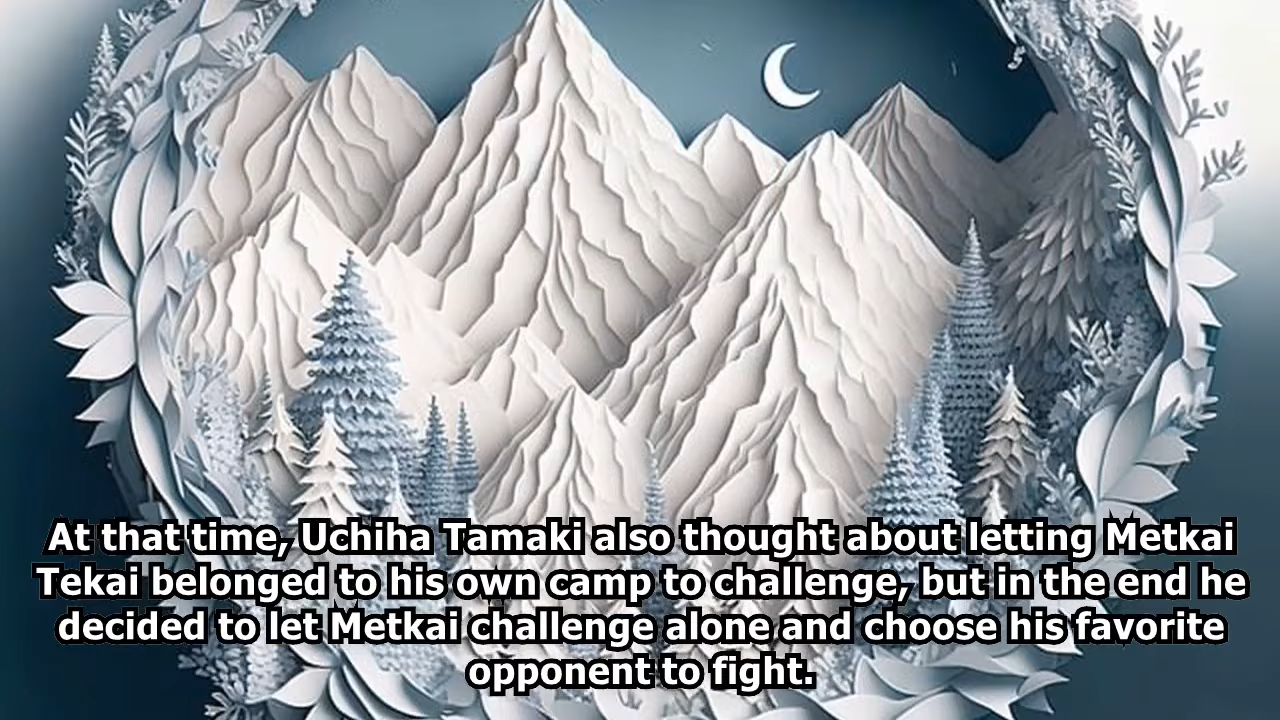 At that time, Uchiha Tamaki also thought about letting Metkai
Tekai belonged to his own camp to challenge, but in the end he
decided to let Metkai challenge alone and choose his favorite
opponent to fight.